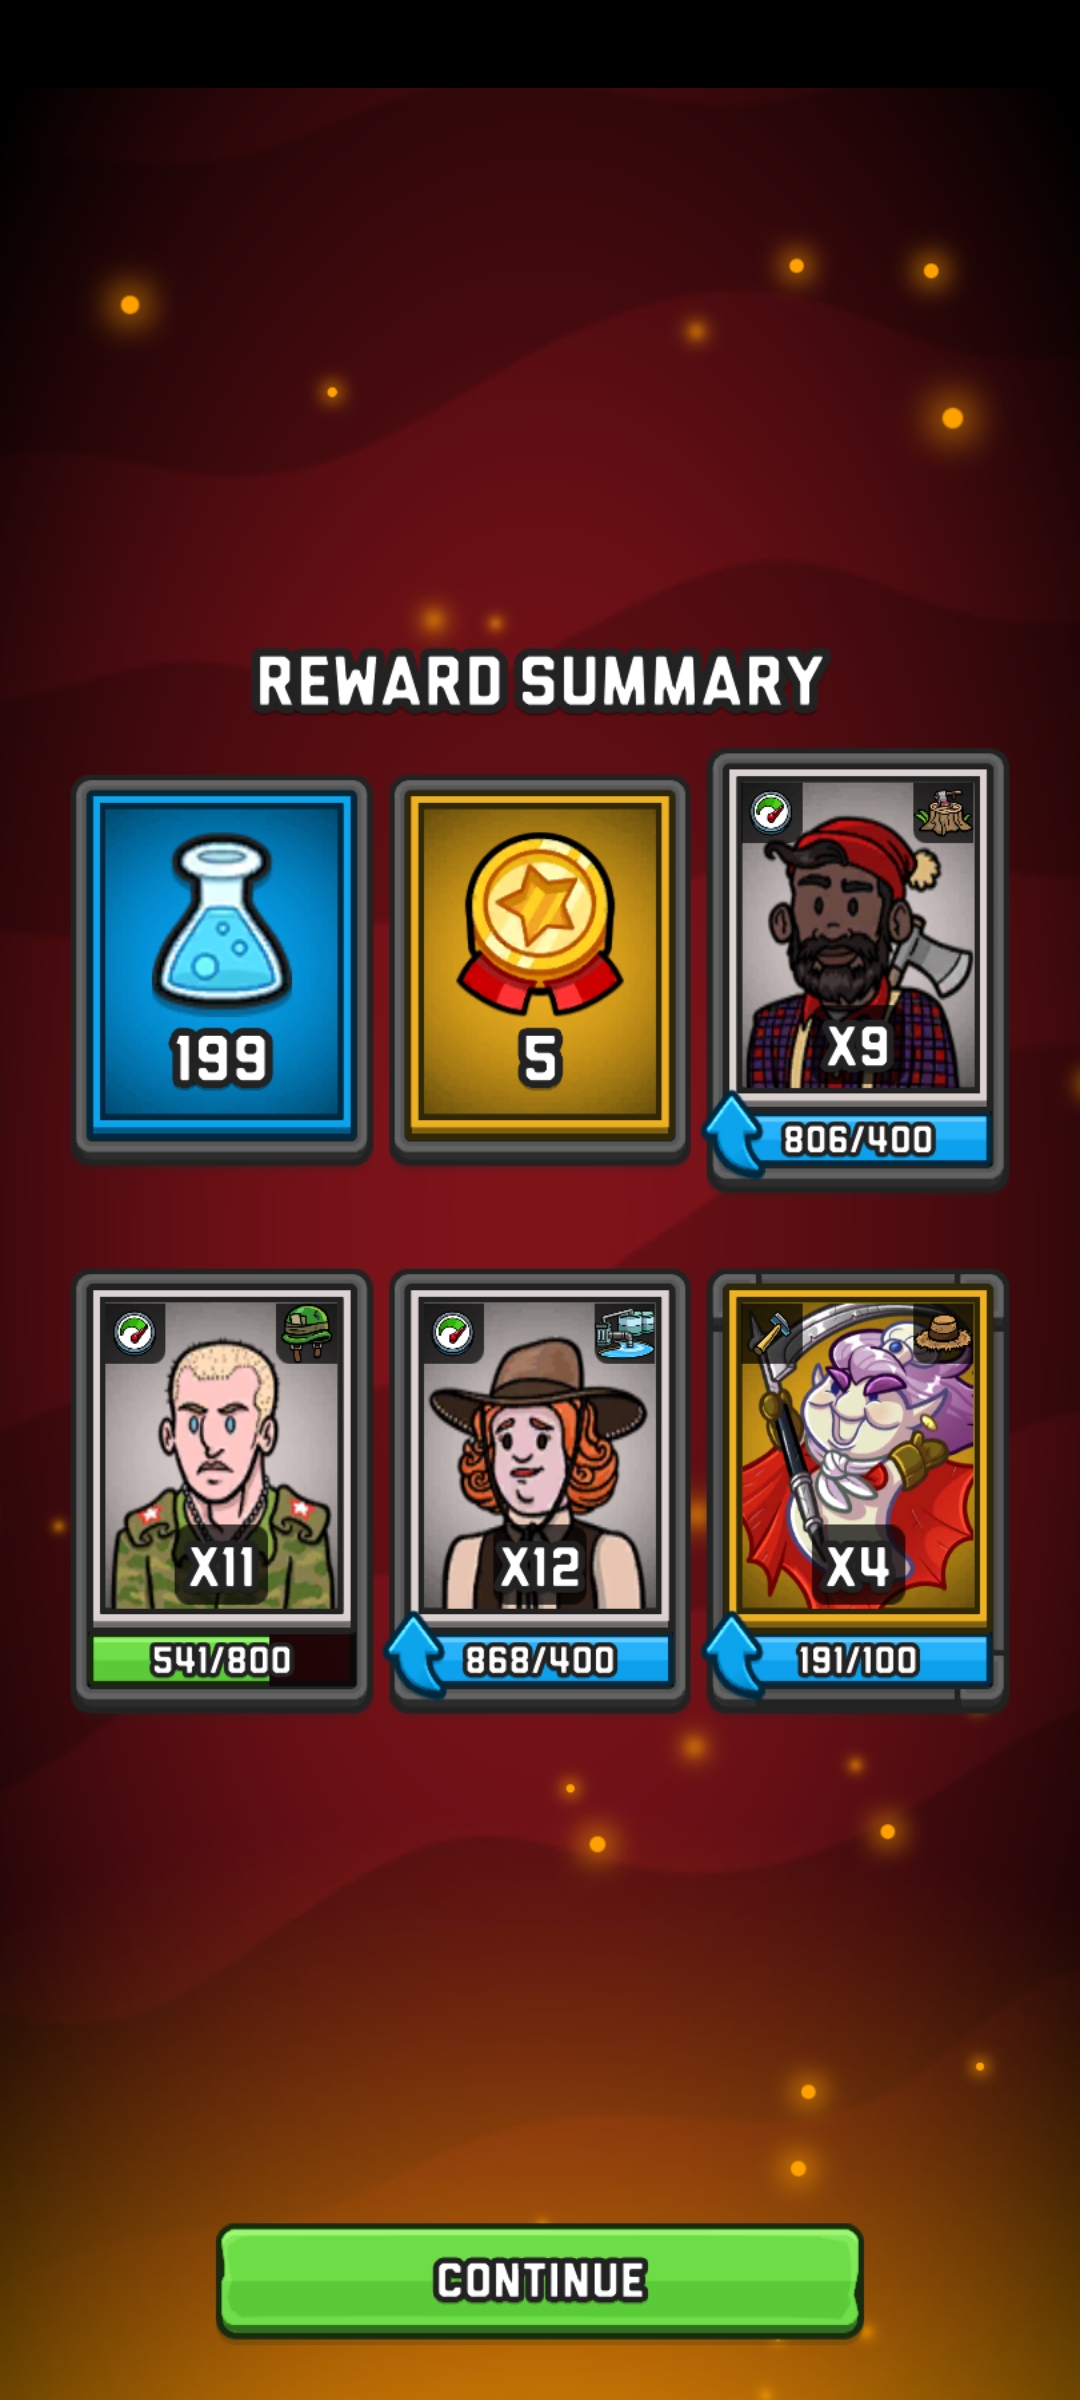 REWARD SUMMARY
199
5
X9
806/400
X11
541/800
X12
868/400
X4
191/100
CONTINUE